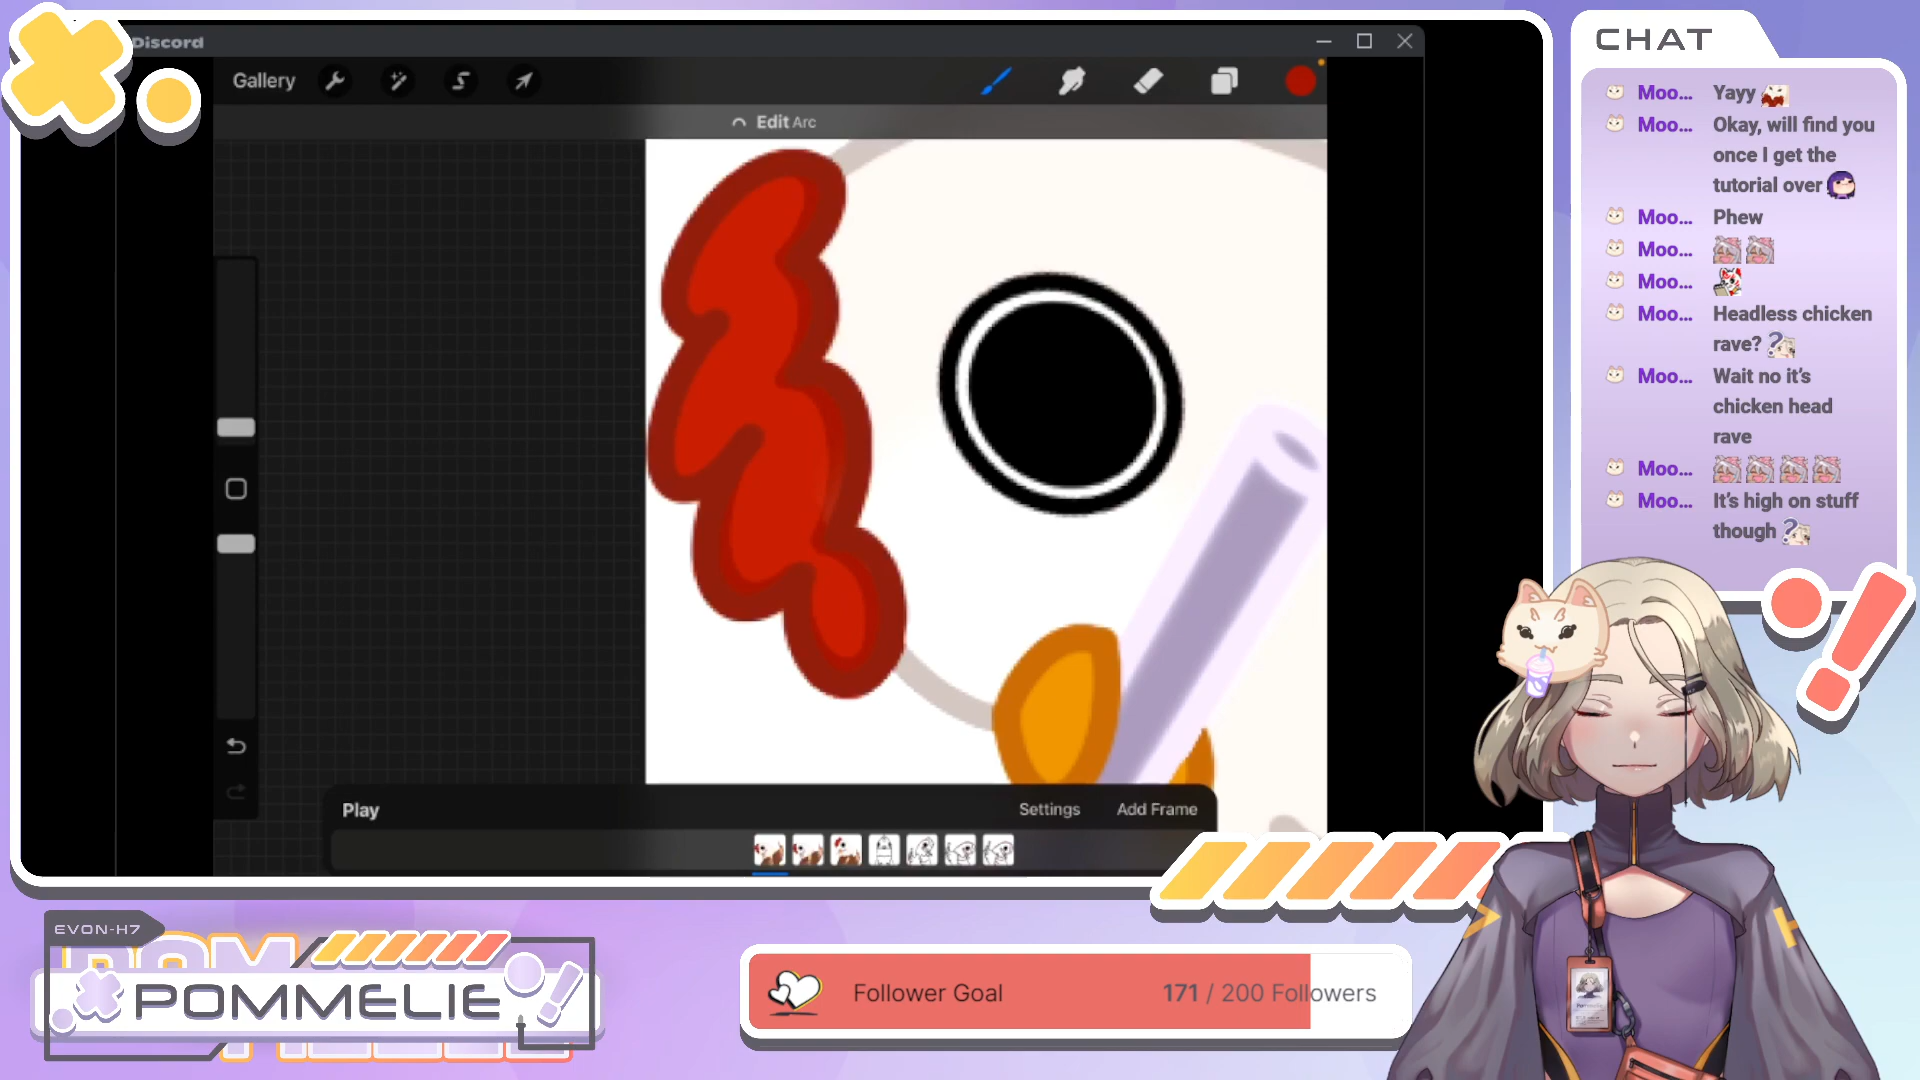 Discord
Gallery
Edit Arc
Play
Settings
Add Frame
CHAT
Moo... Yayy
Moo... Okay, will find you
once I get the
tutorial over
Moo... Phew
Moo...
Moo...
Moo... Headless chicken
rave?
Moo... Wait no it's
chicken head
rave
Moo...
Moo... It's high on stuff
though
EVON-H7
POMMELIE
Follower Goal
171 / 200 Followers